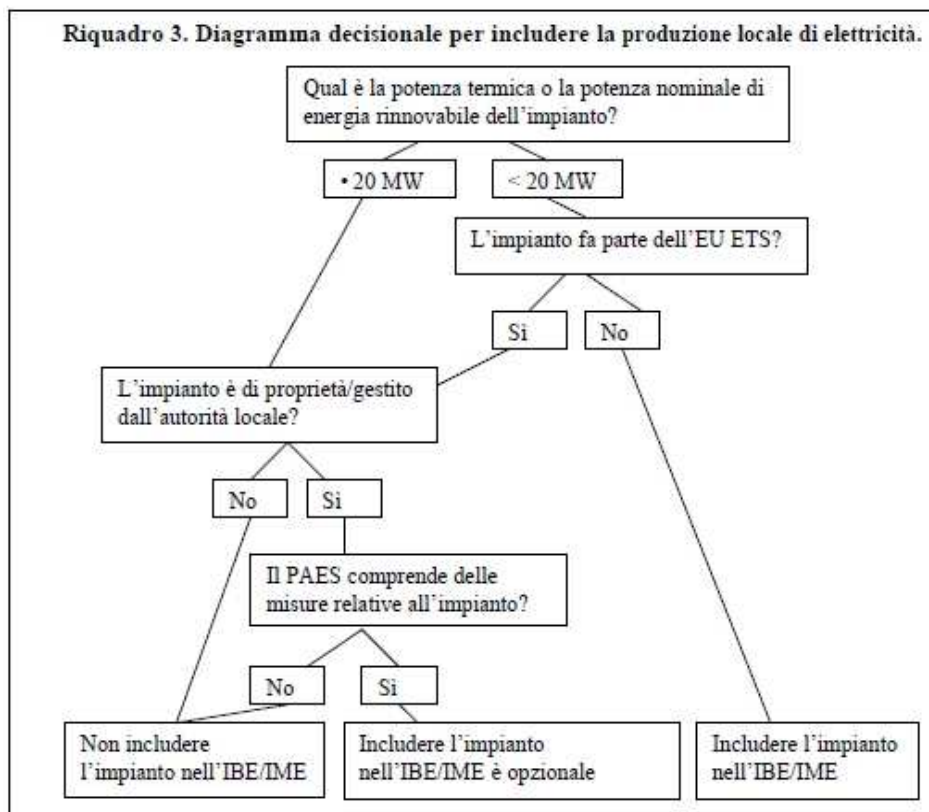 Riquadro 3. Diagramma decisionale per includere la produzione locale di elettricità.
Qual è la potenza termica o la potenza nominale di
energia rinnovabile dell'impianto?
• 20 MW
< 20 MW
L'impianto fa parte dell'EU ETS?
Sì
No
L'impianto è di proprietà/gestito
dall'autorità locale?
No
Sì
Il PAES comprende delle
misure relative all'impianto?
No
Sì
Non includere
l'impianto nell'IBE/IME
Includere l'impianto
nell'IBE/IME è opzionale
Includere l'impianto
nell'IBE/IME